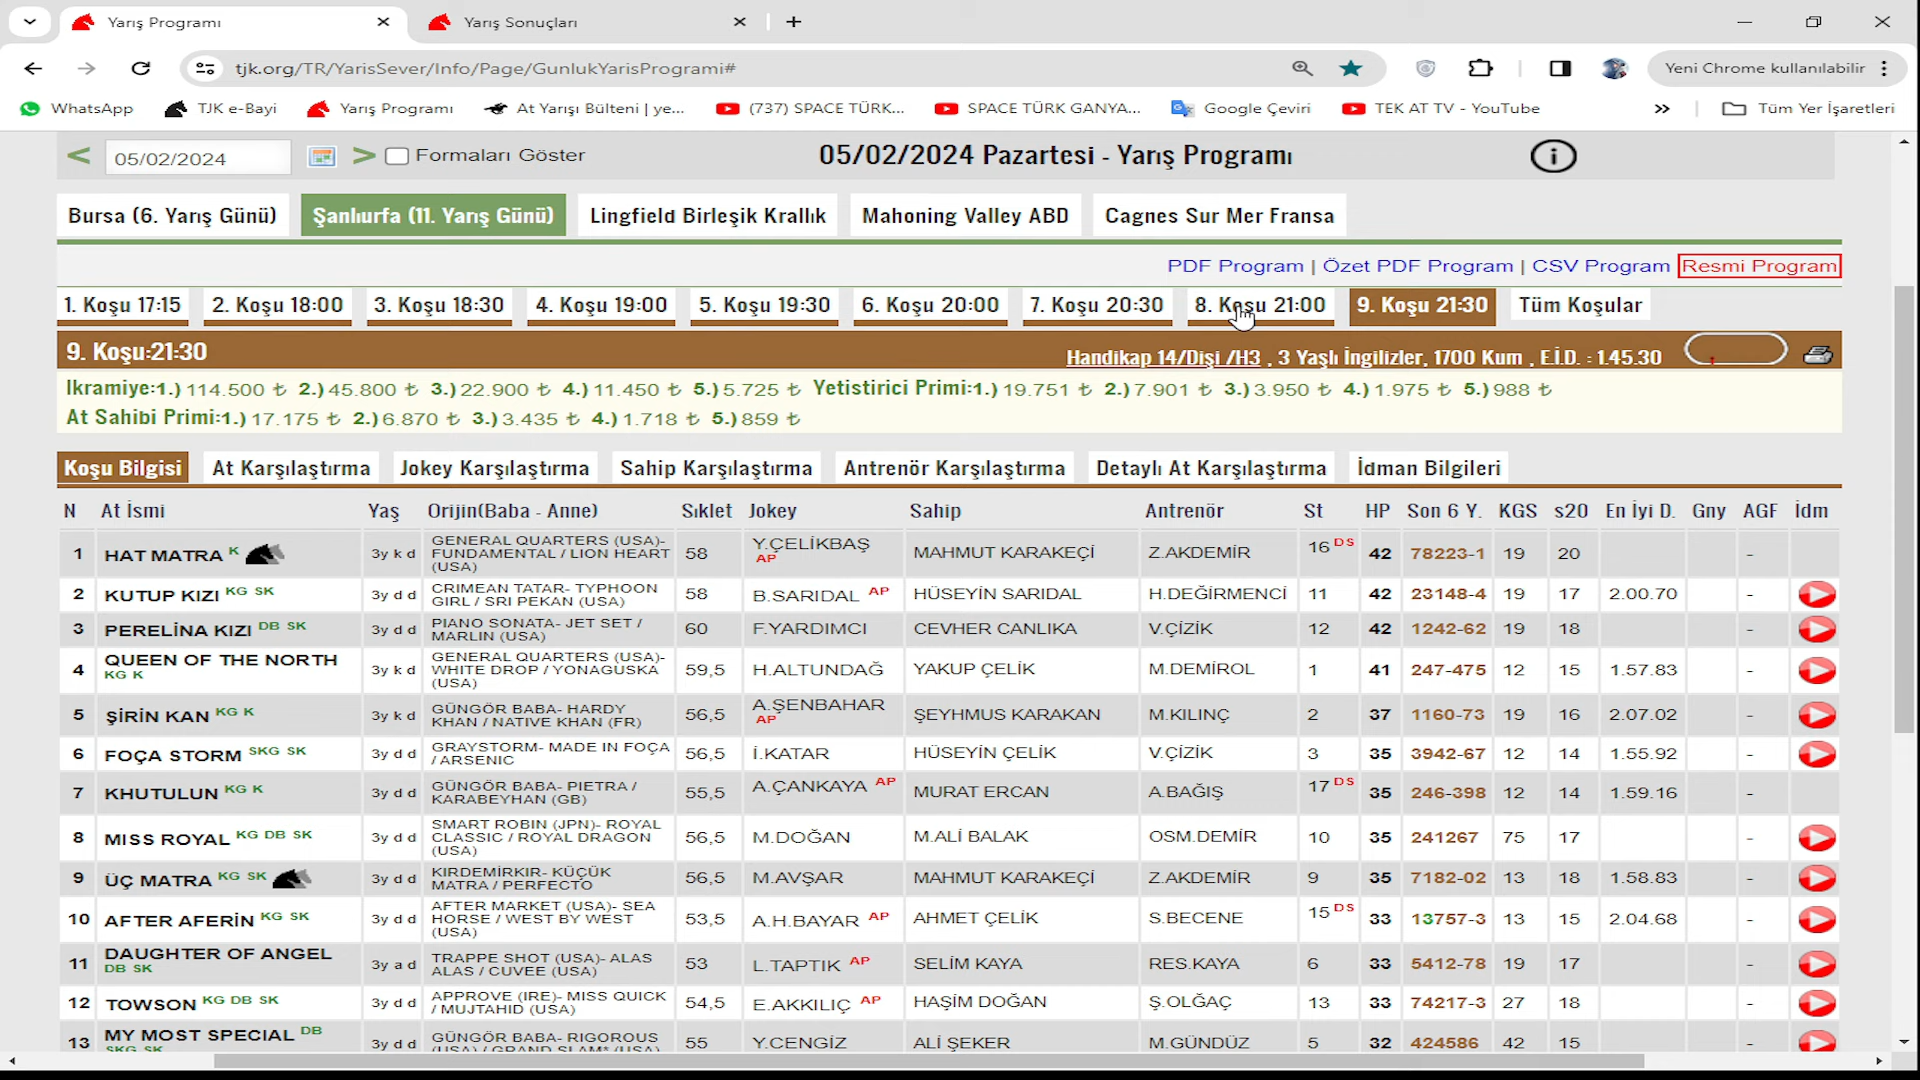 Yarış Programı
Yarış Sonuçları
tjk.org/TR/YarisSever/Info/Page/GunlukYarisProgrami#
Yeni Chrome kullanılabilir
WhatsApp TJK e-Bayi Yarış Programı At Yarışı Bülteni | ye... (737) SPACE TÜRK... SPACE TÜRK GANYA... Google Çeviri TEK AT TV - YouTube » Tüm Yer İşaretleri
< 05/02/2024 > Formaları Göster 05/02/2024 Pazartesi - Yarış Programı
Bursa (6. Yarış Günü) Şanlıurfa (11. Yarış Günü) Lingfield Birleşik Krallık Mahoning Valley ABD Cagnes Sur Mer Fransa
PDF Program | Özet PDF Program | CSV Program Resmi Program
1. Koşu 17:15 2. Koşu 18:00 3. Koşu 18:30 4. Koşu 19:00 5. Koşu 19:30 6. Koşu 20:00 7. Koşu 20:30 8. Koşu 21:00 9. Koşu 21:30 Tüm Koşular
9. Koşu:21:30 Handikap 14/Dişi /H3 , 3 Yaşlı İngilizler, 1700 Kum , E.İ.D. : 1.45.30
Ikramiye:1.) 114.500 ₺ 2.) 45.800 ₺ 3.) 22.900 ₺ 4.) 11.450 ₺ 5.) 5.725 ₺ Yetistirici Primi:1.) 19.751 ₺ 2.) 7.901 ₺ 3.) 3.950 ₺ 4.) 1.975 ₺ 5.) 988 ₺
At Sahibi Primi:1.) 17.175 ₺ 2.) 6.870 ₺ 3.) 3.435 ₺ 4.) 1.718 ₺ 5.) 859 ₺
Koşu Bilgisi At Karşılaştırma Jokey Karşılaştırma Sahip Karşılaştırma Antrenör Karşılaştırma Detaylı At Karşılaştırma İdman Bilgileri
N At İsmi Yaş Orijin(Baba - Anne) Sıklet Jokey Sahip Antrenör St HP Son 6 Y. KGS s20 En İyi D. Gny AGF İdm
1 HAT MATRA K 3y k d GENERAL QUARTERS (USA)- FUNDAMENTAL / LION HEART (USA) 58 Y.ÇELİKBAŞ AP MAHMUT KARAKEÇİ Z.AKDEMİR 16 DS 42 78223-1 19 20 -
2 KUTUP KIZI KG SK 3y d d CRIMEAN TATAR- TYPHOON GIRL / SRI PEKAN (USA) 58 B.SARIDAL AP HÜSEYİN SARIDAL H.DEĞİRMENCİ 11 42 23148-4 19 17 2.00.70 -
3 PERELİNA KIZI DB SK 3y d d PIANO SONATA- JET SET / MARLIN (USA) 60 F.YARDIMCI CEVHER CANLIKA V.ÇİZİK 12 42 1242-62 19 18 -
4 QUEEN OF THE NORTH KG K 3y k d GENERAL QUARTERS (USA)- WHITE DROP / YONAGUSKA (USA) 59,5 H.ALTUNDAĞ YAKUP ÇELİK M.DEMİROL 1 41 247-475 12 15 1.57.83 -
5 ŞİRİN KAN KG K 3y k d GÜNGÖR BABA- HARDY KHAN / NATIVE KHAN (FR) 56,5 A.ŞENBAHAR AP ŞEYHMUS KARAKAN M.KILINÇ 2 37 1160-73 19 16 2.07.02 -
6 FOÇA STORM SKG SK 3y d d GRAYSTORM- MADE IN FOÇA / ARSENIC 56,5 İ.KATAR HÜSEYİN ÇELİK V.ÇİZİK 3 35 3942-67 12 14 1.55.92 -
7 KHUTULUN KG K 3y d d GÜNGÖR BABA- PIETRA / KARABEYHAN (GB) 55,5 A.ÇANKAYA AP MURAT ERCAN A.BAĞIŞ 17 DS 35 246-398 12 14 1.59.16 -
8 MISS ROYAL KG DB SK 3y d d SMART ROBIN (JPN)- ROYAL CLASSIC / ROYAL DRAGON (USA) 56,5 M.DOĞAN M.ALİ BALAK OSM.DEMİR 10 35 241267 75 17 -
9 ÜÇ MATRA KG SK 3y d d KIRDEMİRKIR- KÜÇÜK MATRA / PERFECTO 56,5 M.AVŞAR MAHMUT KARAKEÇİ Z.AKDEMİR 9 35 7182-02 13 18 1.58.83 -
10 AFTER AFERİN KG SK 3y d d AFTER MARKET (USA)- SEA HORSE / WEST BY WEST (USA) 53,5 A.H.BAYAR AP AHMET ÇELİK S.BECENE 15 DS 33 13757-3 13 15 2.04.68 -
11 DAUGHTER OF ANGEL DB SK 3y a d TRAPPE SHOT (USA)- ALAS ALAS / CUVEE (USA) 53 L.TAPTIK AP SELİM KAYA RES.KAYA 6 33 5412-78 19 17 -
12 TOWSON KG DB SK 3y d d APPROVE (IRE)- MISS QUICK / MUJTAHID (USA) 54,5 E.AKKILIÇ AP HAŞİM DOĞAN Ş.OLĞAÇ 13 33 74217-3 27 18 -
13 MY MOST SPECIAL DB SKG SK 3y d d GÜNGÖR BABA- RIGOROUS (USA) / GRAND SLAM* (USA) 55 Y.CENGİZ ALİ ŞEKER M.GÜNDÜZ 5 32 424586 42 15 -